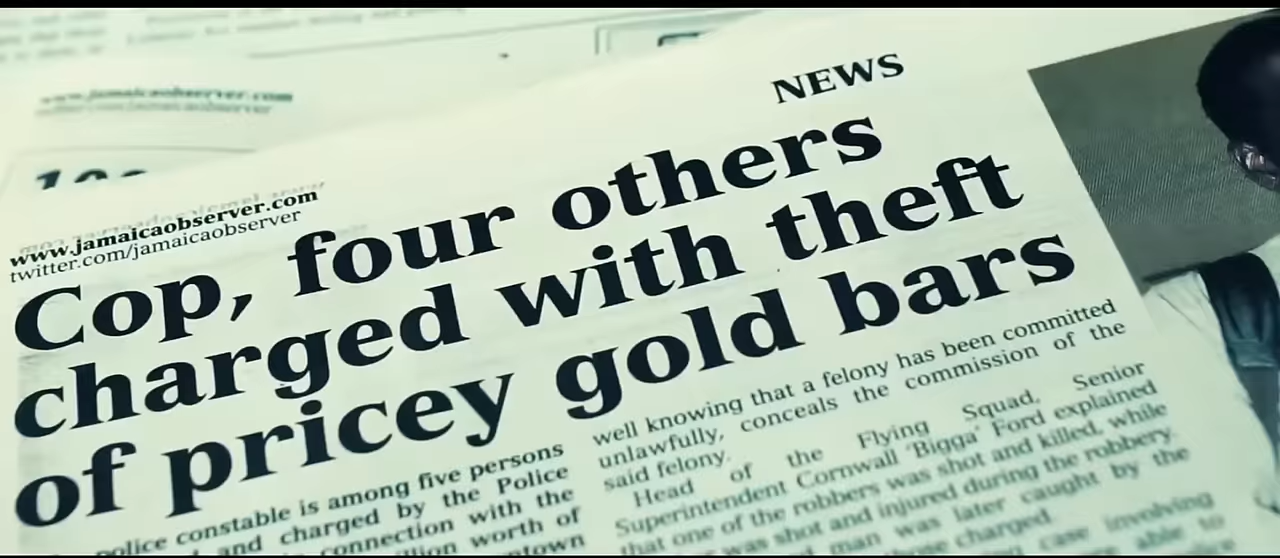 NEWS
www.jamaicaobserver.com
twitter.com/jamaicaobserver
Cop, four others
charged with theft
of pricey gold bars
police constable is among five persons
and charged by the Police
connection with the
worth of
well knowing that a felony has been committed
unlawfully, conceals the commission of the
said felony.
Head of the Flying Squad, Senior
Superintendent Cornwall 'Bigga' Ford explained
that one of the robbers was shot and killed, while
was shot and injured during the robbery.
man was later caught by the
charged.
case involving
able to